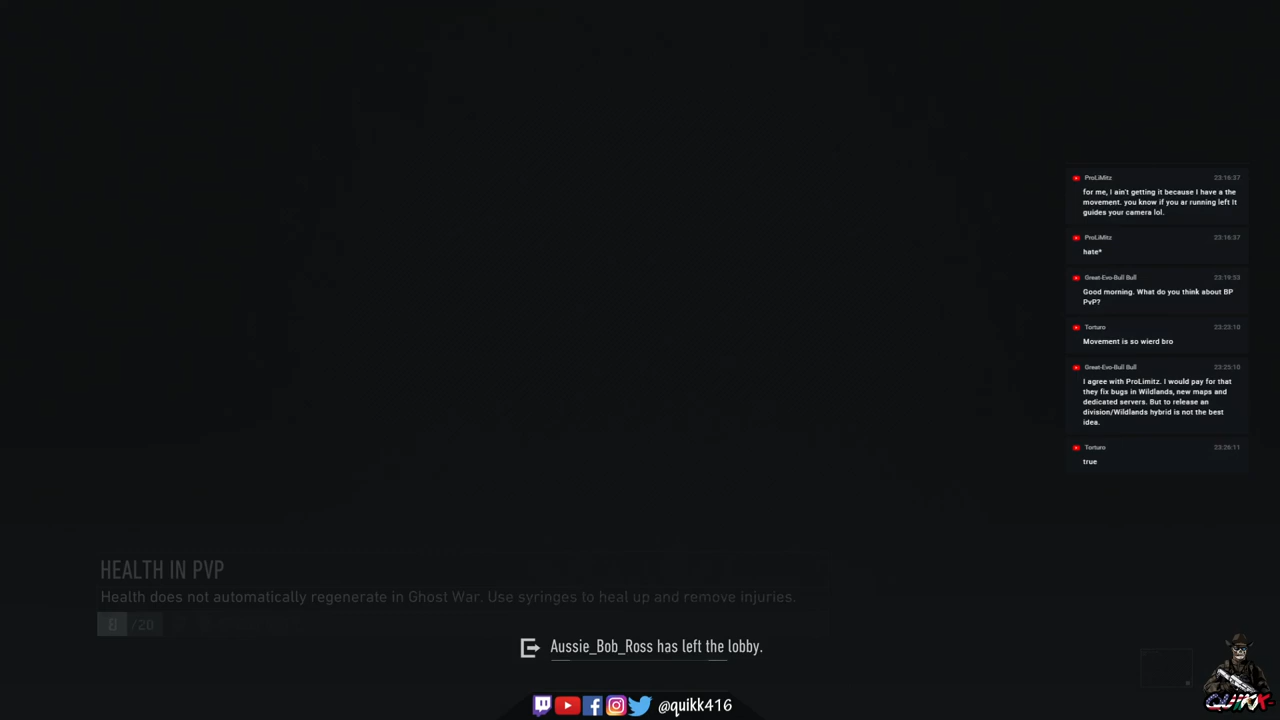 ProLiMitz 23:16:37
for me, I ain't getting it because I have a the
movement. you know if you ar running left It
guides your camera lol.
ProLiMitz 23:16:37
hate*
Great-Evo-Bull Bull 23:19:53
Good morning. What do you think about BP
PvP?
Torturo 23:23:10
Movement is so wierd bro
Great-Evo-Bull Bull 23:25:10
I agree with ProLimitz. I would pay for that
they fix bugs in Wildlands, new maps and
dedicated servers. But to release an
division/Wildlands hybrid is not the best
idea.
Torturo 23:26:11
true
HEALTH IN PVP
Health does not automatically regenerate in Ghost War. Use syringes to heal up and remove injuries.
8 /20
Aussie_Bob_Ross has left the lobby.
@quikk416
QUIKK